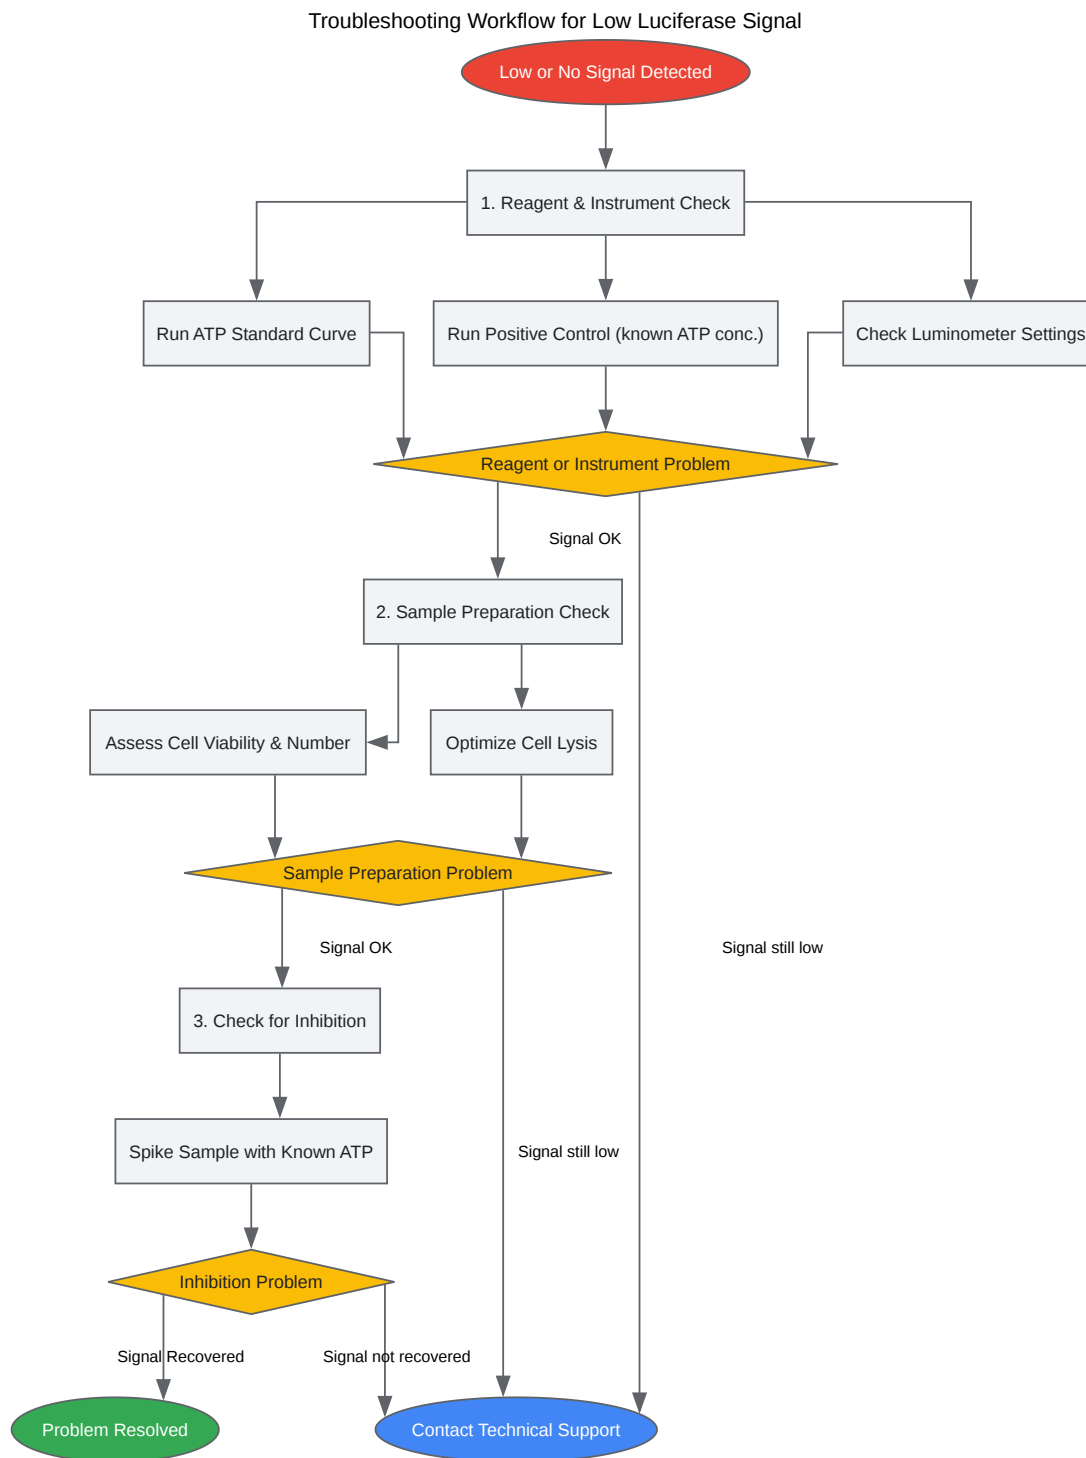 Troubleshooting Workflow for Low Luciferase Signal
Low or No Signal Detected
1. Reagent & Instrument Check
Run ATP Standard Curve
Run Positive Control (known ATP conc.)
Check Luminometer Settings
Reagent or Instrument Problem
Signal OK
2. Sample Preparation Check
Assess Cell Viability & Number
Optimize Cell Lysis
Sample Preparation Problem
Signal OK
Signal still low
3. Check for Inhibition
Spike Sample with Known ATP
Signal still low
Inhibition Problem
Signal Recovered
Signal not recovered
Problem Resolved
Contact Technical Support